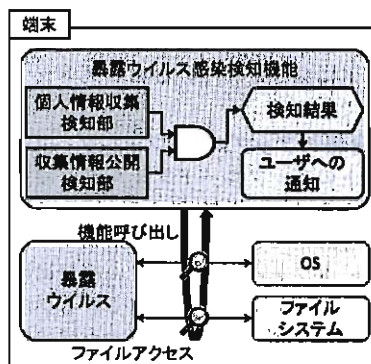 端末
暴露ウイルス感染検知機能
個人情報収集
検知部
検知結果
収集情報公開
検知部
ユーザへの
通知
機能呼び出し
暴露
ウイルス
OS
ファイル
システム
ファイルアクセス